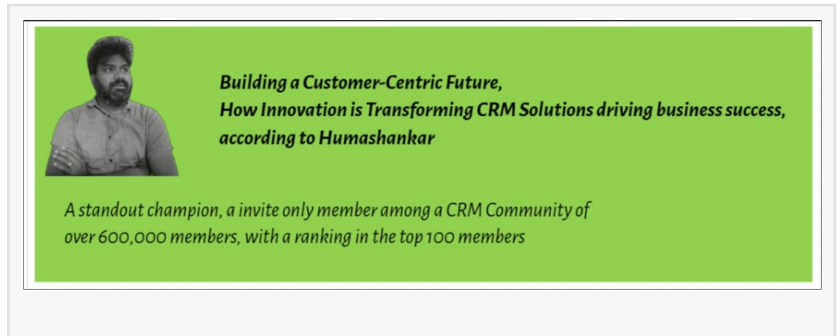 Building a Customer-Centric Future,
How Innovation is Transforming CRM Solutions driving business success,
according to Humashankar
A standout champion, a invite only member among a CRM Community of
over 600,000 members, with a ranking in the top 100 members